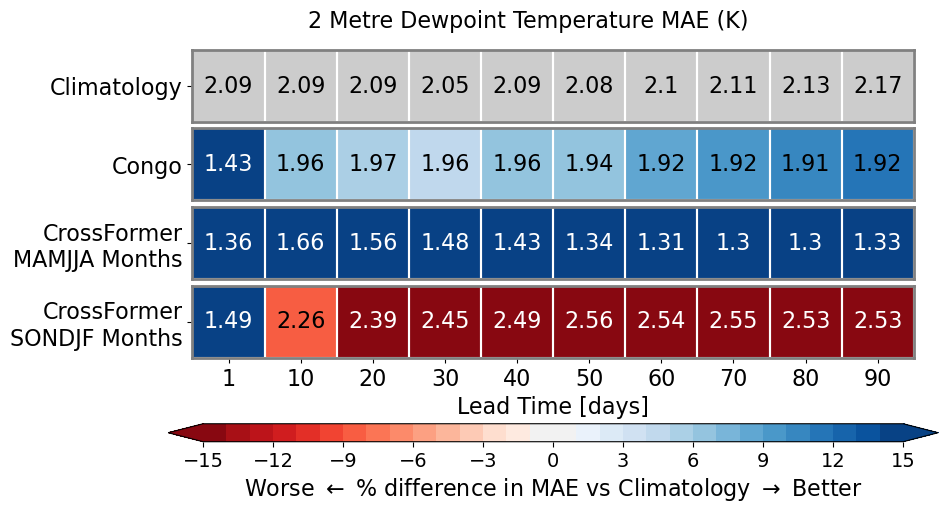 2 Metre Dewpoint Temperature MAE (K)
Climatology 2.09 2.09 2.09 2.05 2.09 2.08 2.1 2.11 2.13 2.17
Congo 1.43 1.96 1.97 1.96 1.96 1.94 1.92 1.92 1.91 1.92
CrossFormer
MAMJJA Months 1.36 1.66 1.56 1.48 1.43 1.34 1.31 1.3 1.3 1.33
CrossFormer
SONDJF Months 1.49 2.26 2.39 2.45 2.49 2.56 2.54 2.55 2.53 2.53
1 10 20 30 40 50 60 70 80 90
Lead Time [days]
−15 −12 −9 −6 −3 0 3 6 9 12 15
Worse ← % difference in MAE vs Climatology → Better